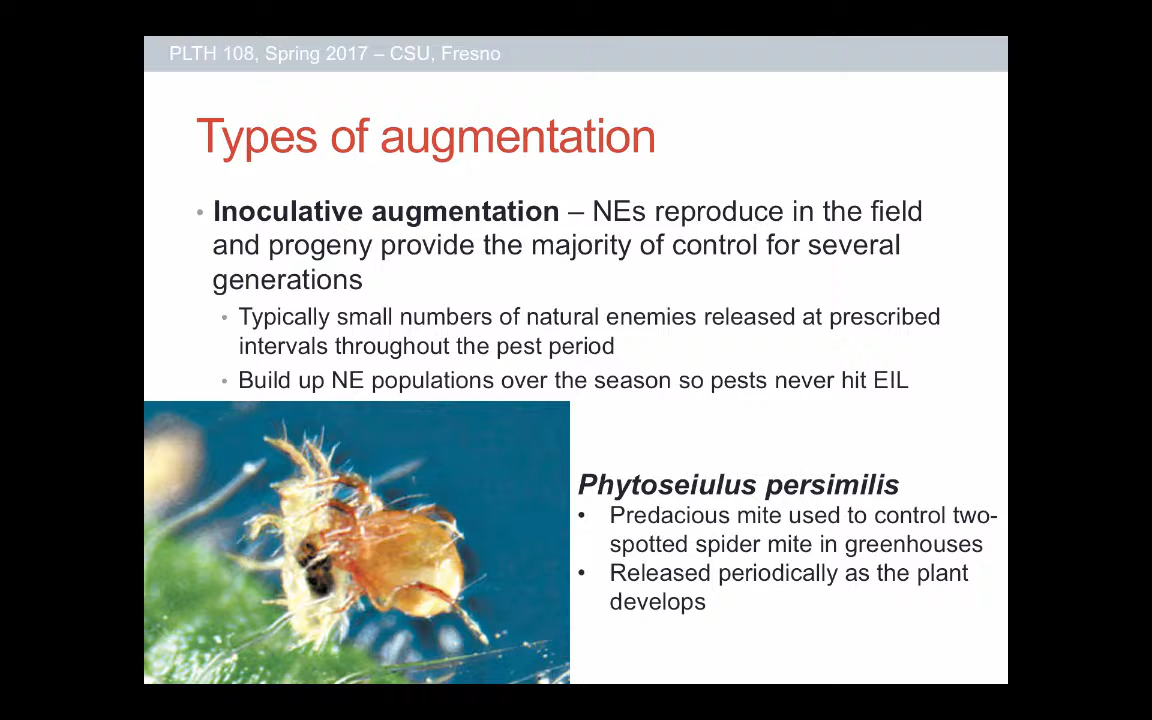 PLTH 108, Spring 2017 – CSU, Fresno
Types of augmentation
• Inoculative augmentation – NEs reproduce in the field
and progeny provide the majority of control for several
generations
• Typically small numbers of natural enemies released at prescribed
intervals throughout the pest period
• Build up NE populations over the season so pests never hit EIL
Phytoseiulus persimilis
• Predacious mite used to control two-
spotted spider mite in greenhouses
• Released periodically as the plant
develops